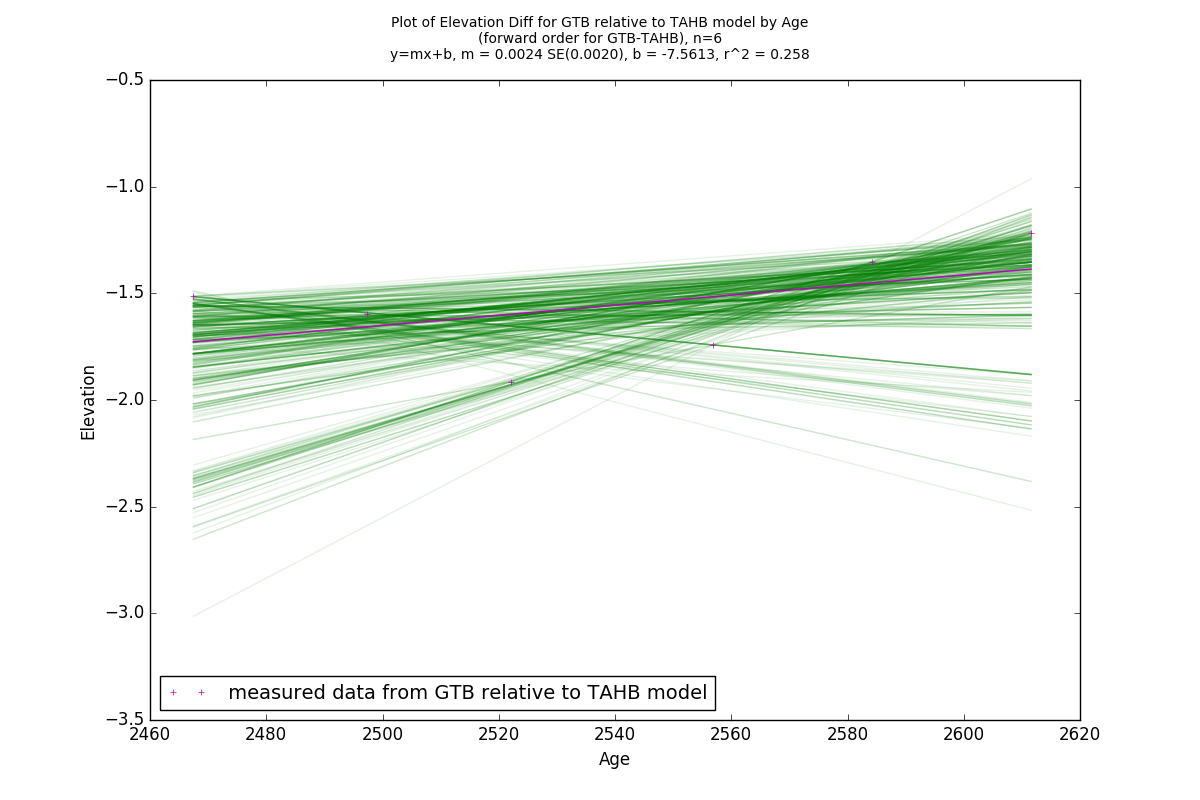 Plot of Elevation Diff for GTB relative to TAHB model by Age
(forward order for GTB-TAHB), n=6
y=mx+b, m = 0.0024 SE(0.0020), b = -7.5613, r^2 = 0.258
−0.5
−1.0
−1.5
−2.0
−2.5
−3.0
−3.5
Elevation
measured data from GTB relative to TAHB model
2460 2480 2500 2520 2540 2560 2580 2600 2620
Age